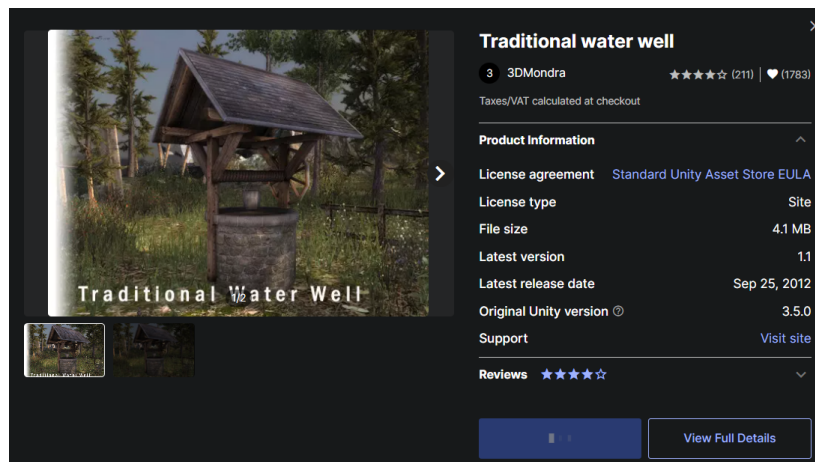 Traditional water well
3 3DMondra
(211) | (1783)
Taxes/VAT calculated at checkout
Product Information
License agreement Standard Unity Asset Store EULA
License type Site
File size 4.1 MB
Latest version 1.1
Latest release date Sep 25, 2012
Original Unity version 3.5.0
Support Visit site
Reviews
View Full Details
Traditional Water Well
1/2